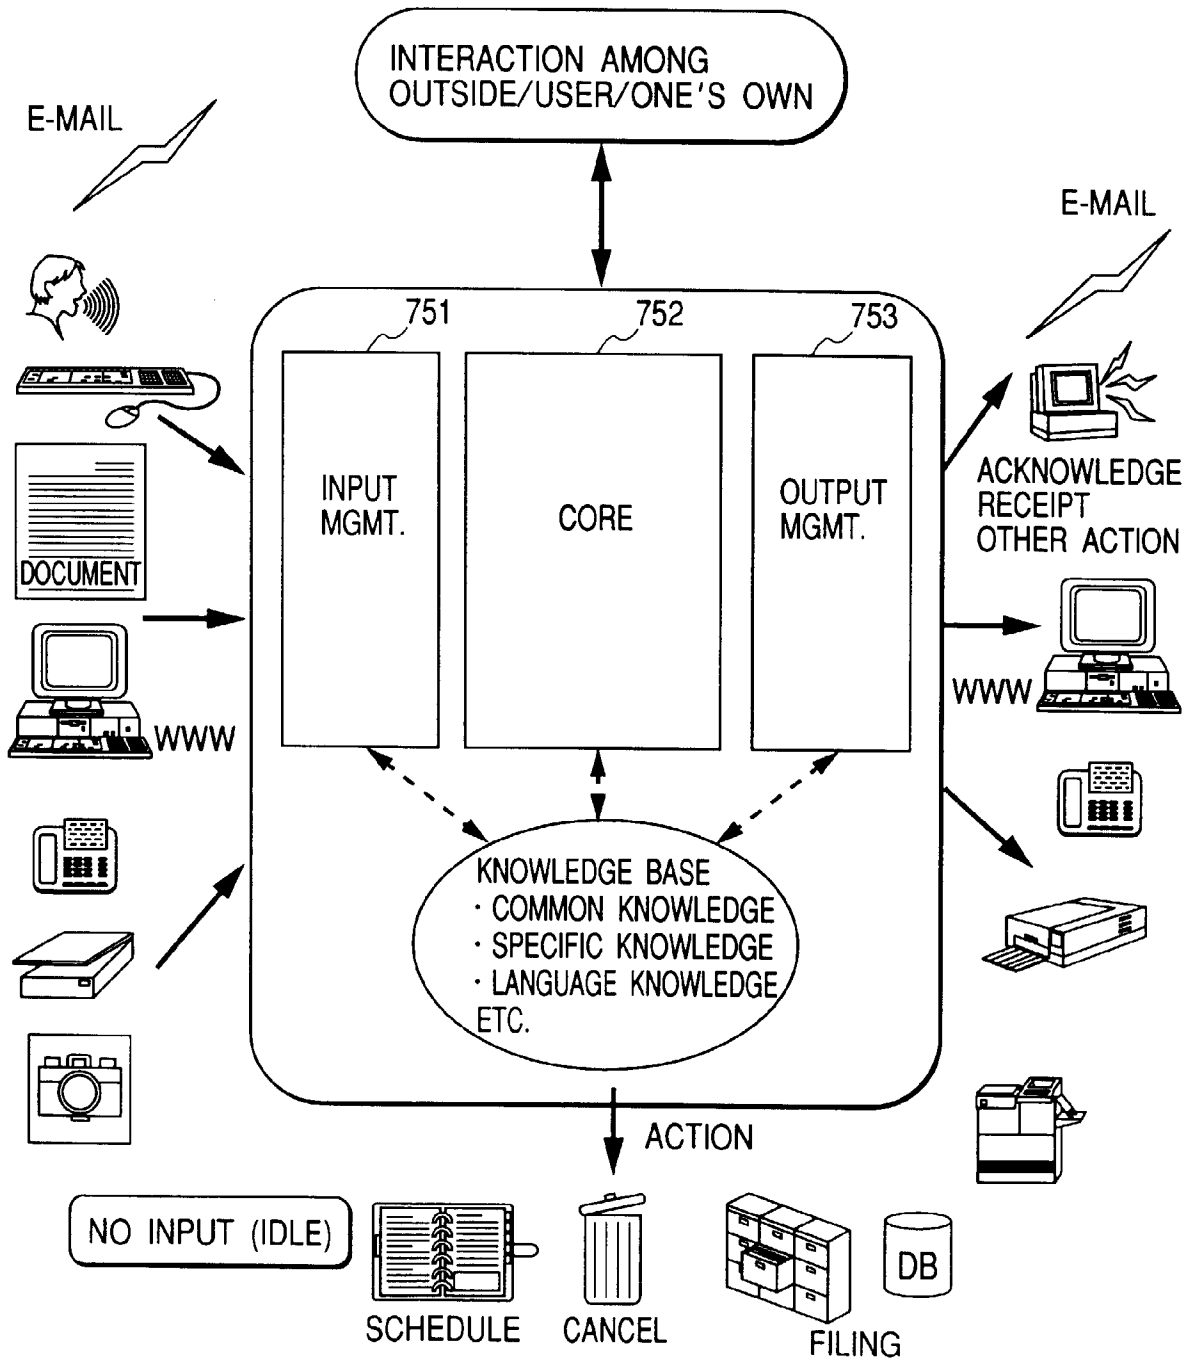 INTERACTION AMONG
OUTSIDE/USER/ONE'S OWN
E-MAIL
E-MAIL
751
752
753
INPUT
MGMT.
CORE
OUTPUT
MGMT.
ACKNOWLEDGE
RECEIPT
OTHER ACTION
DOCUMENT
WWW
WWW
KNOWLEDGE BASE
· COMMON KNOWLEDGE
· SPECIFIC KNOWLEDGE
· LANGUAGE KNOWLEDGE
ETC.
ACTION
NO INPUT (IDLE)
DB
SCHEDULE
CANCEL
FILING